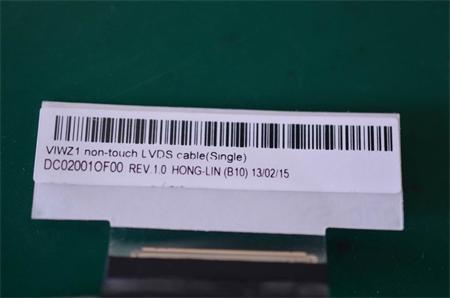 VIWZ1 non-touch LVDS cable(Single)
DC02001OF00 REV.1.0 HONG-LIN (B10) 13/02/15